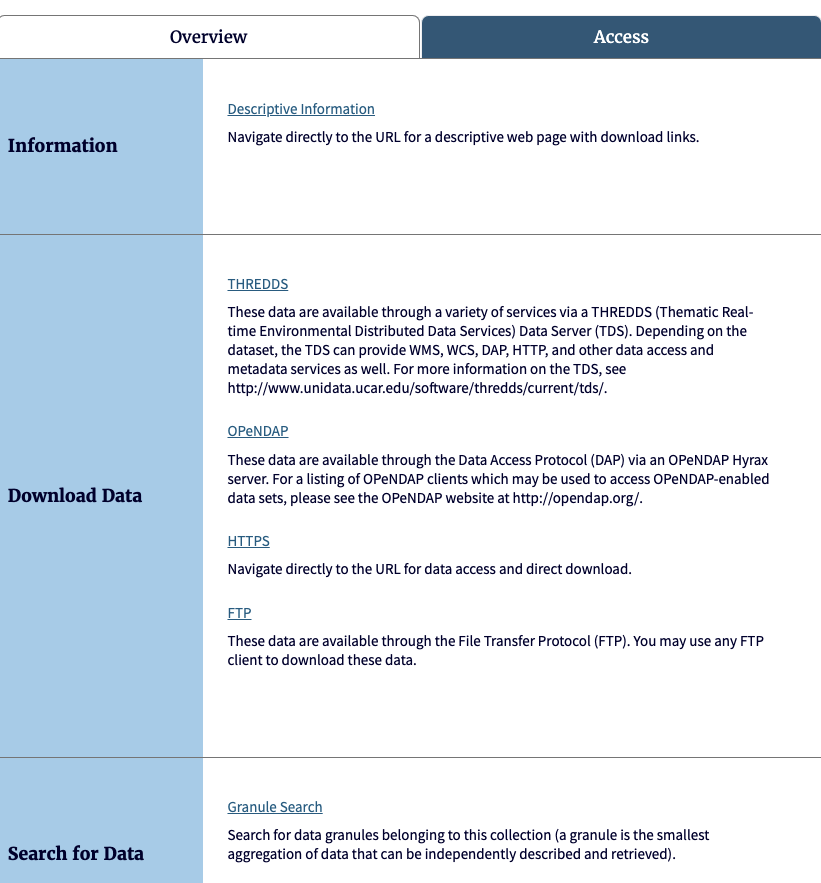 Overview
Access
Information
Descriptive Information
Navigate directly to the URL for a descriptive web page with download links.
Download Data
THREDDS
These data are available through a variety of services via a THREDDS (Thematic Real-
time Environmental Distributed Data Services) Data Server (TDS). Depending on the
dataset, the TDS can provide WMS, WCS, DAP, HTTP, and other data access and
metadata services as well. For more information on the TDS, see
http://www.unidata.ucar.edu/software/thredds/current/tds/.
OPeNDAP
These data are available through the Data Access Protocol (DAP) via an OPeNDAP Hyrax
server. For a listing of OPeNDAP clients which may be used to access OPeNDAP-enabled
data sets, please see the OPeNDAP website at http://opendap.org/.
HTTPS
Navigate directly to the URL for data access and direct download.
FTP
These data are available through the File Transfer Protocol (FTP). You may use any FTP
client to download these data.
Search for Data
Granule Search
Search for data granules belonging to this collection (a granule is the smallest
aggregation of data that can be independently described and retrieved).